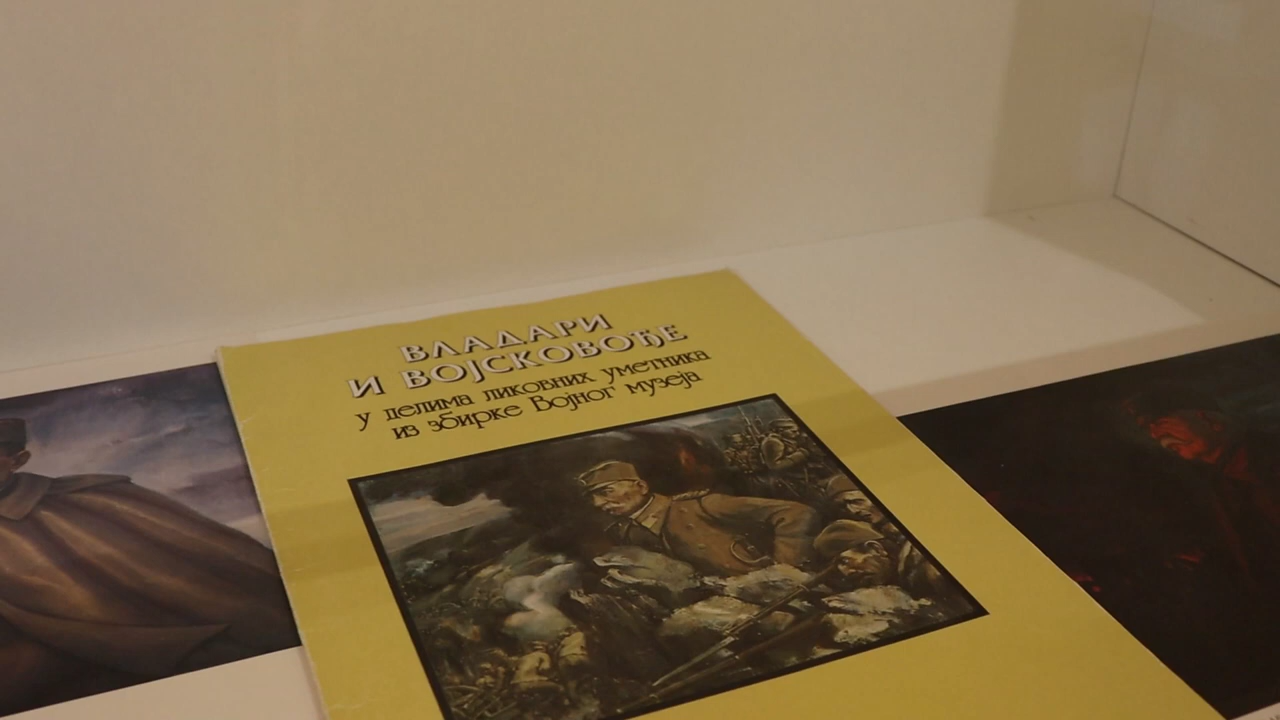 ВЛАДАРИ
И ВОЈСКОВОЂЕ
у делима ликовних уметника
из збирке Војног музеја